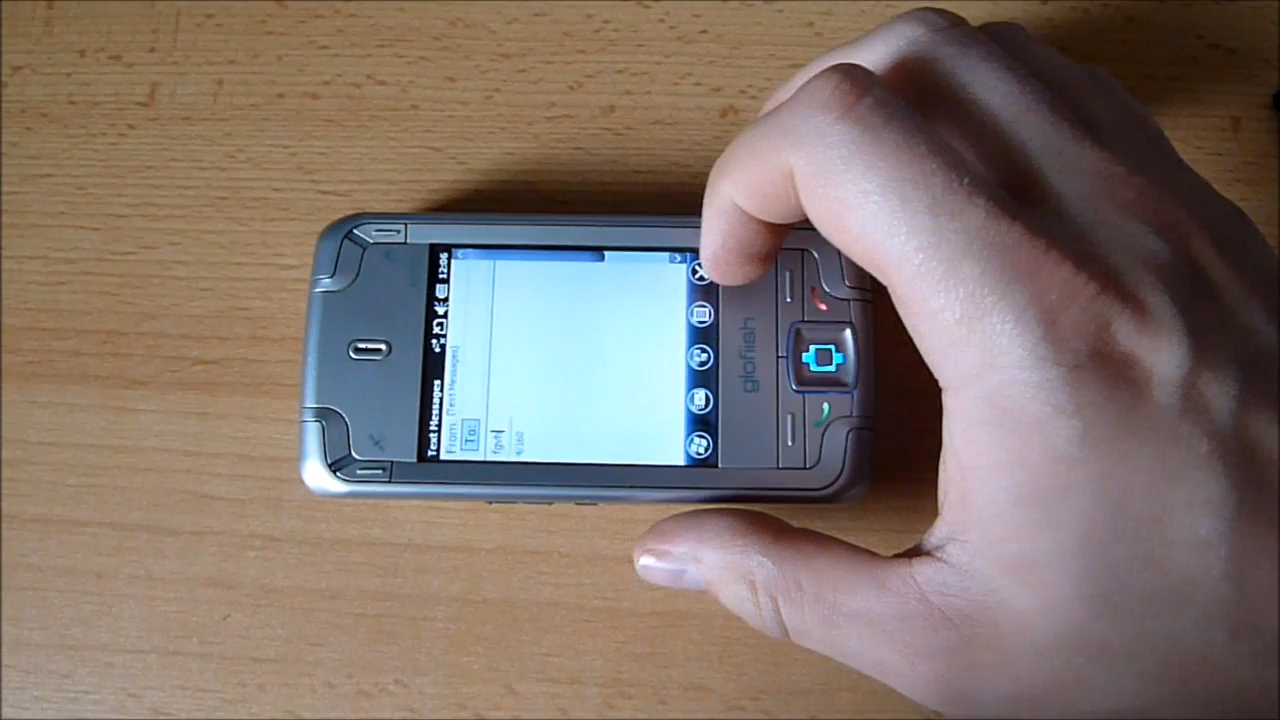 Text Messages 12:06
From: (Text Messages)
To:
fgvh
4/160
glofiish